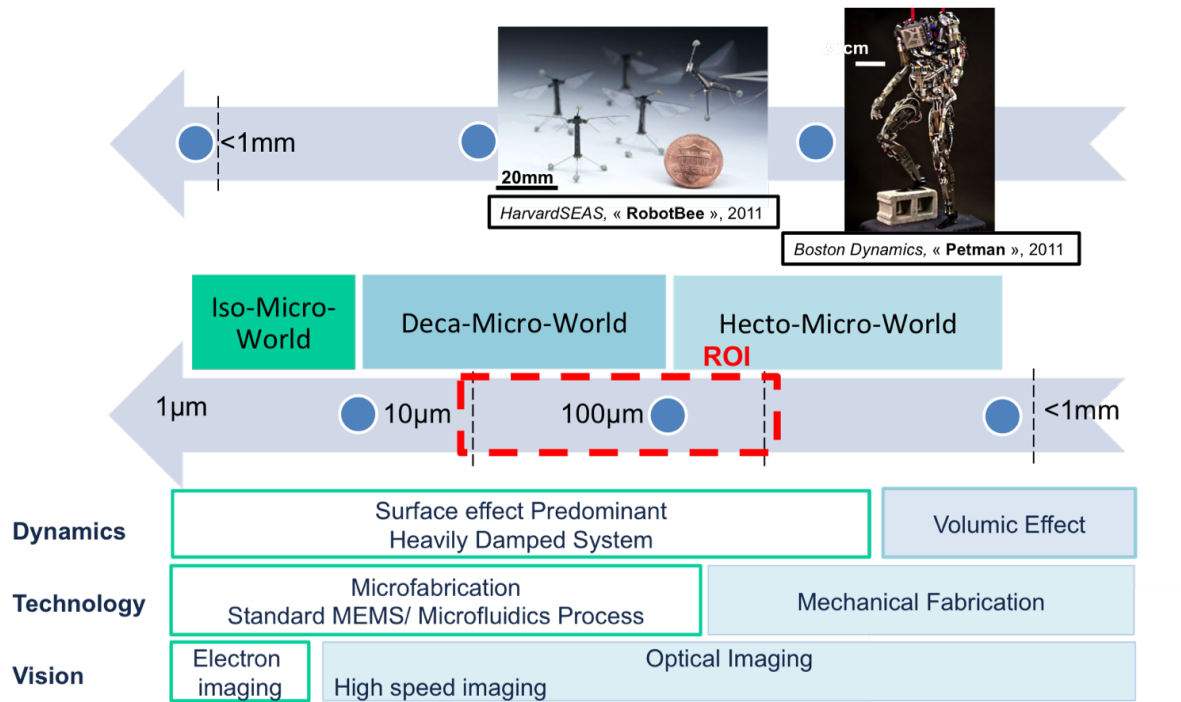 cm
<1mm
20mm
HarvardSEAS, « RobotBee », 2011
Boston Dynamics, « Petman », 2011
Iso-Micro-
World
Deca-Micro-World
Hecto-Micro-World
ROI
1µm
10µm
100µm
<1mm
Dynamics
Surface effect Predominant
Heavily Damped System
Volumic Effect
Technology
Microfabrication
Standard MEMS/ Microfluidics Process
Mechanical Fabrication
Vision
Electron
imaging
Optical Imaging
High speed imaging